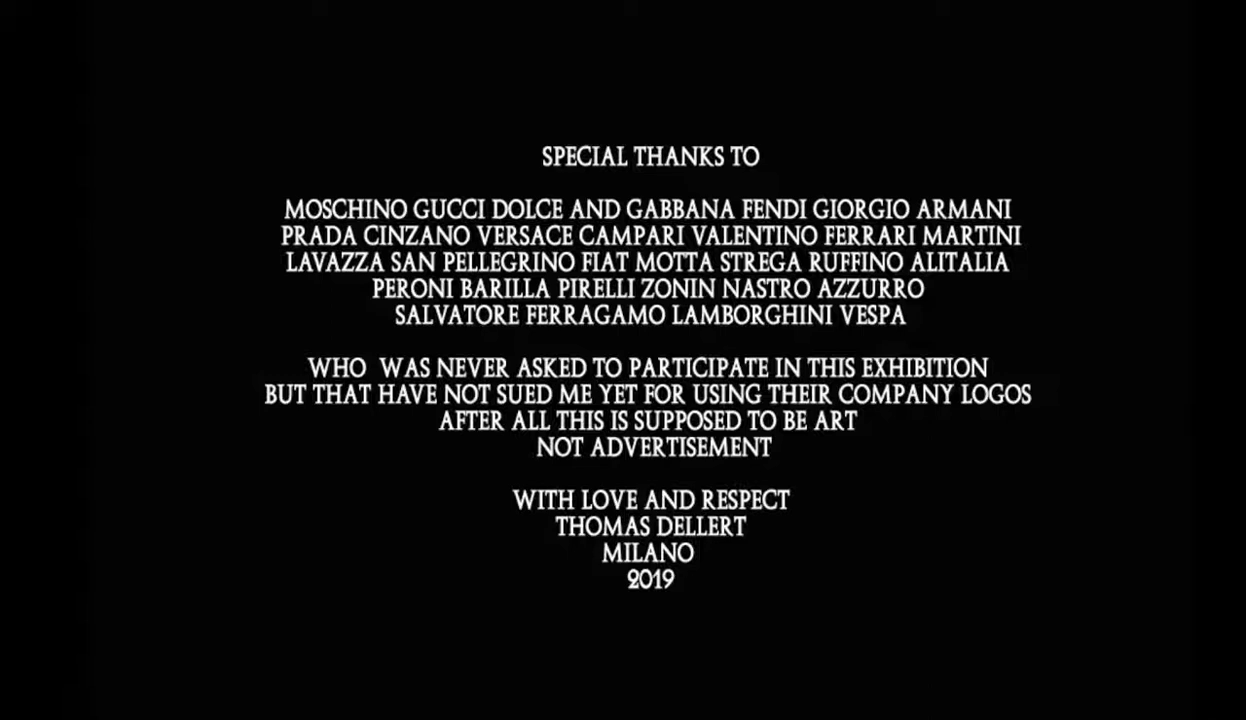 SPECIAL THANKS TO
MOSCHINO GUCCI DOLCE AND GABBANA FENDI GIORGIO ARMANI
PRADA CINZANO VERSACE CAMPARI VALENTINO FERRARI MARTINI
LAVAZZA SAN PELLEGRINO FIAT MOTTA STREGA RUFFINO ALITALIA
PERONI BARILLA PIRELLI ZONIN NASTRO AZZURRO
SALVATORE FERRAGAMO LAMBORGHINI VESPA
WHO WAS NEVER ASKED TO PARTICIPATE IN THIS EXHIBITION
BUT THAT HAVE NOT SUED ME YET FOR USING THEIR COMPANY LOGOS
AFTER ALL THIS IS SUPPOSED TO BE ART
NOT ADVERTISEMENT
WITH LOVE AND RESPECT
THOMAS DELLERT
MILANO
2019